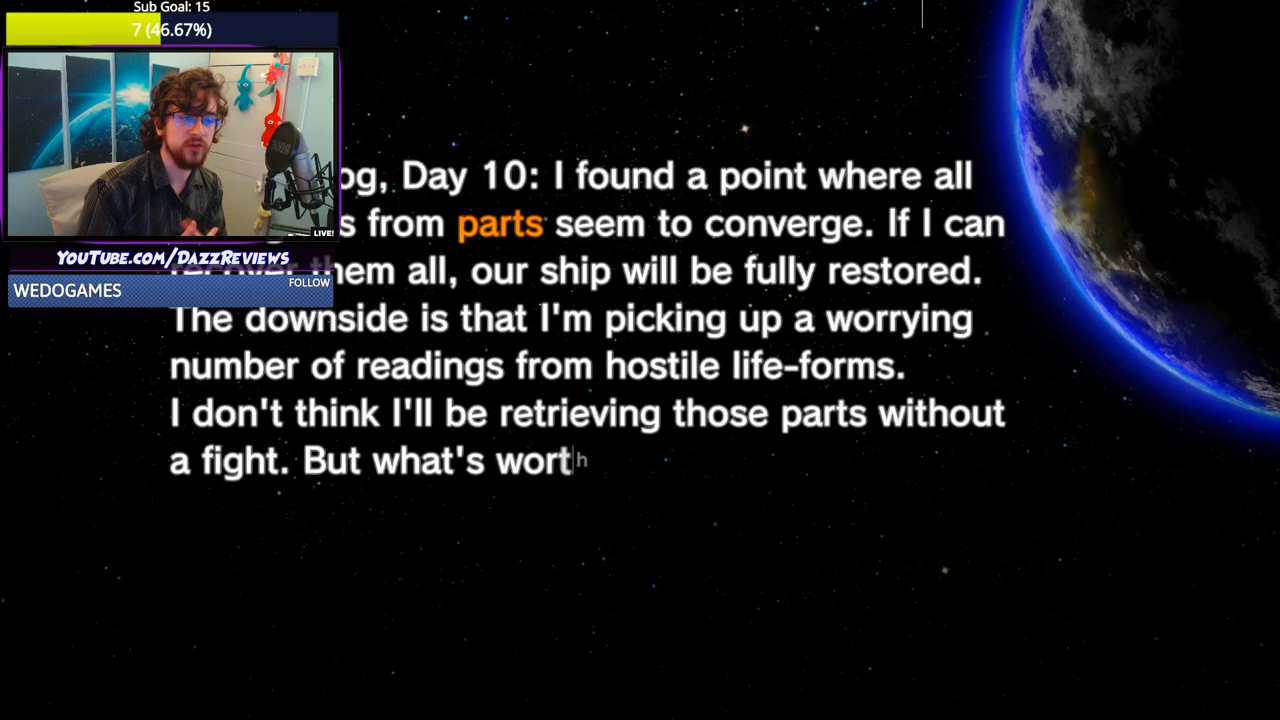 Sub Goal: 15
7 (46.67%)
LIVE!
YouTube.com/DazzReviews
WEDOGAMES
FOLLOW
og, Day 10: I found a point where all
s from parts seem to converge. If I can
recover them all, our ship will be fully restored.
The downside is that I'm picking up a worrying
number of readings from hostile life-forms.
I don't think I'll be retrieving those parts without
a fight. But what's worth